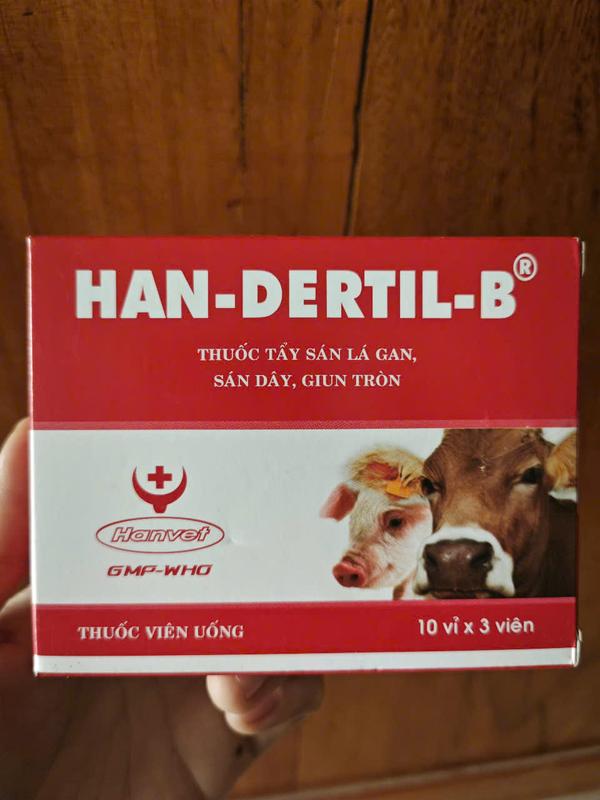 HAN-DERTIL-B®
THUỐC TẨY SÁN LÁ GAN,
SÁN DÂY, GIUN TRÒN
Hanvet
GMP-WHO
THUỐC VIÊN UỐNG
10 vỉ x 3 viên